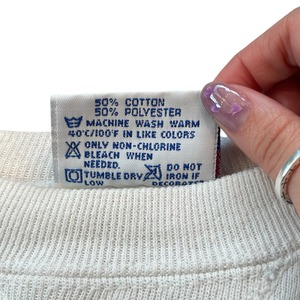 50% COTTON
50% POLYESTER
MACHINE WASH WARM
40°C/100°F IN LIKE COLORS
ONLY NON-CHLORINE
BLEACH WHEN
NEEDED.
TUMBLE DRY DO NOT
LOW IRON IF
DECORATED